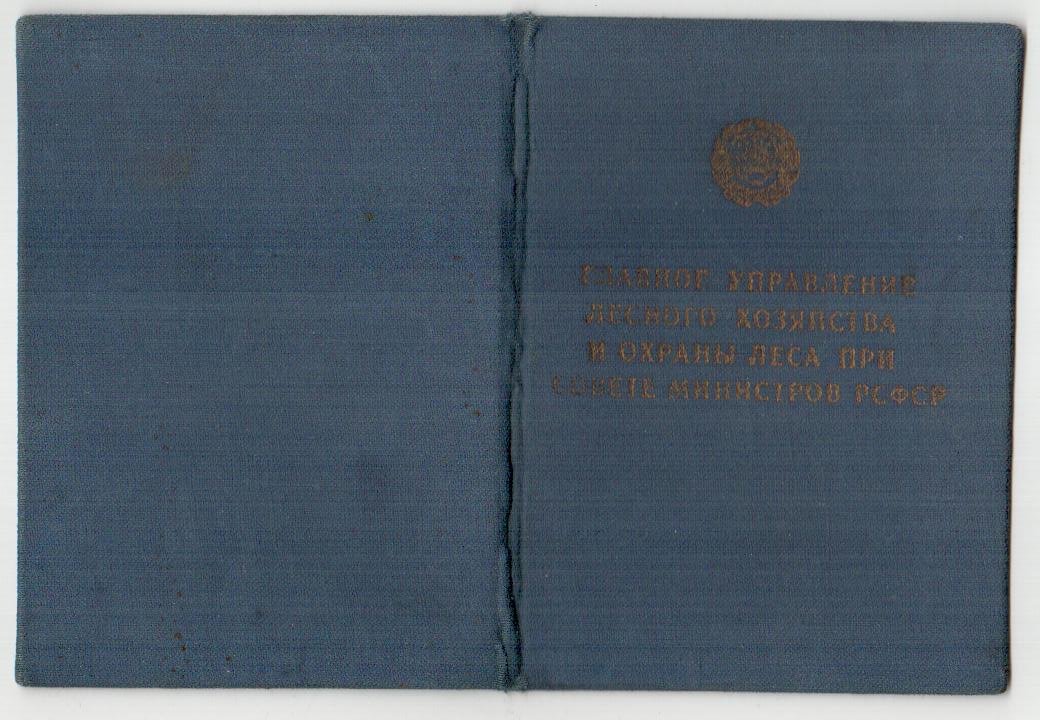 ГЛАВНОЕ УПРАВЛЕНИЕ
ЛЕСНОГО ХОЗЯЙСТВА
И ОХРАНЫ ЛЕСА ПРИ
СОВЕТЕ МИНИСТРОВ РСФСР